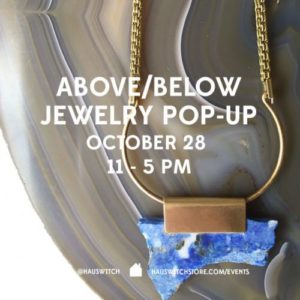 ABOVE/BELOW
JEWELRY POP-UP
OCTOBER 28
11 - 5 PM
@HAUSWITCH HAUSWITCHSTORE.COM/EVENTS